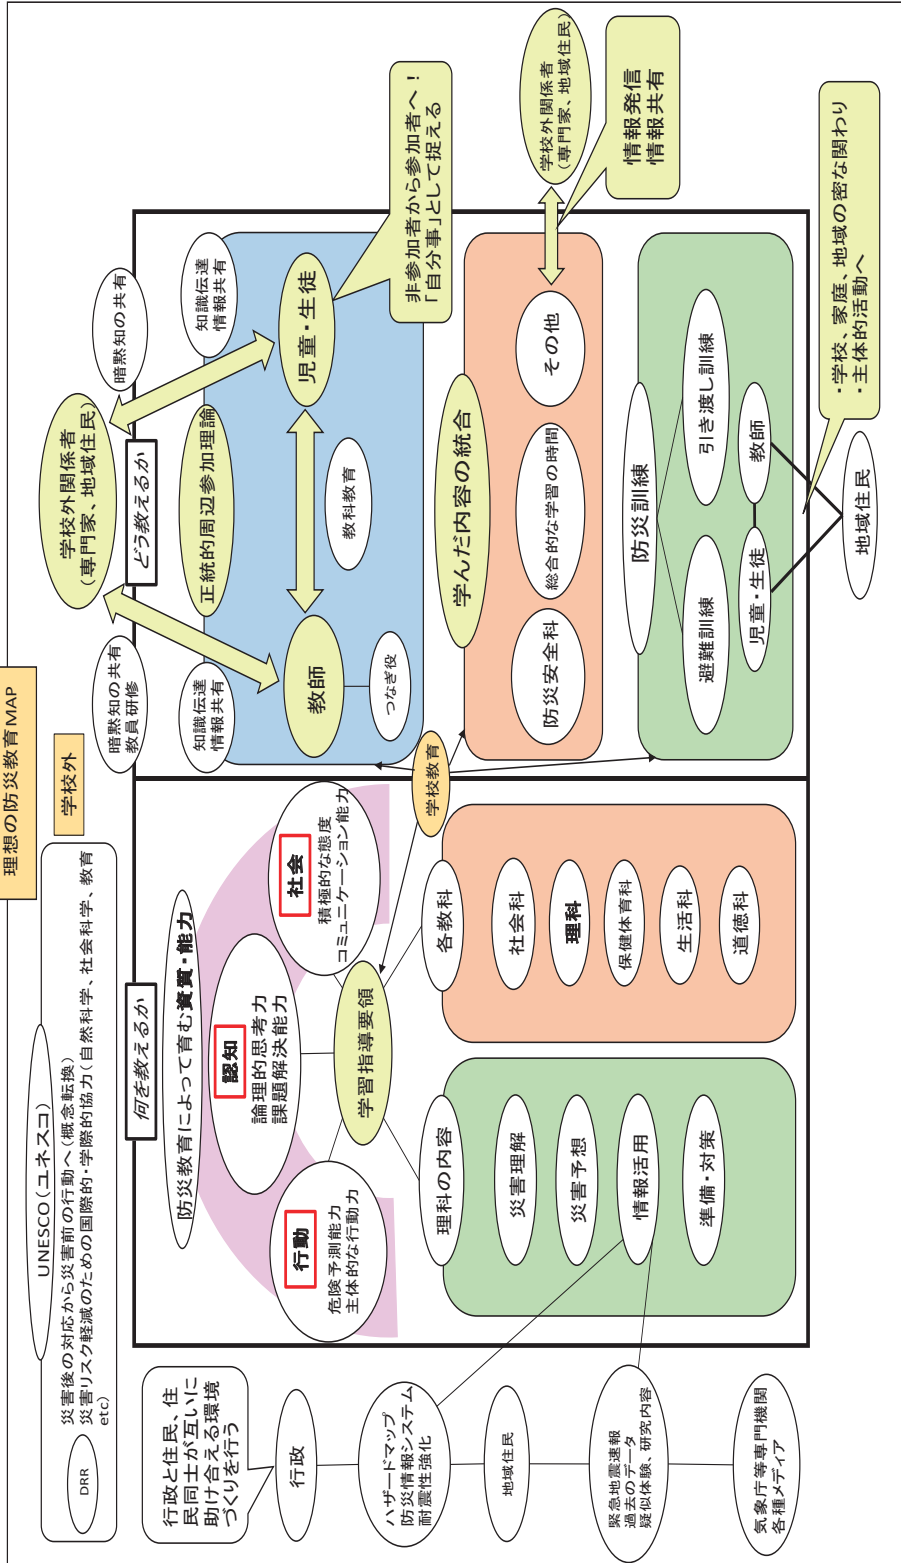 理想の防災教育MAP
学校外
UNESCO(ユネスコ)
DRR
災害後の対応から災害前の行動へ(概念転換)
災害リスク軽減のための国際的・学際的協力(自然科学、社会科学、教育
etc)
行政と住民、住
民同士が互いに
助け合える環境
づくりを行う
行政
ハザードマップ
防災情報システム
耐震性強化
地域住民
緊急地震速報
過去のデータ
疑似体験、研究内容
気象庁等専門機関
各種メディア
何を教えるか
防災教育によって育む資質・能力
行動
危険予測能力
主体的な行動力
認知
論理的思考力
課題解決能力
社会
積極的な態度
コミュニケーション能力
学習指導要領
理科の内容
災害理解
災害予想
情報活用
準備・対策
各教科
社会科
理科
保健体育科
生活科
道徳科
学校教育
学校外関係者
(専門家、地域住民)
どう教えるか
暗黙知の共有
教員研修
暗黙知の共有
知識伝達
情報共有
正統的周辺参加理論
知識伝達
情報共有
教師
児童・生徒
つなぎ役
教科教育
非参加者から参加者へ！
「自分事」として捉える
学んだ内容の統合
防災安全科
総合的な学習の時間
その他
学校外関係者
(専門家、地域住民)
情報発信
情報共有
防災訓練
避難訓練
引き渡し訓練
児童・生徒
教師
地域住民
・学校、家庭、地域の密な関わり
・主体的活動へ